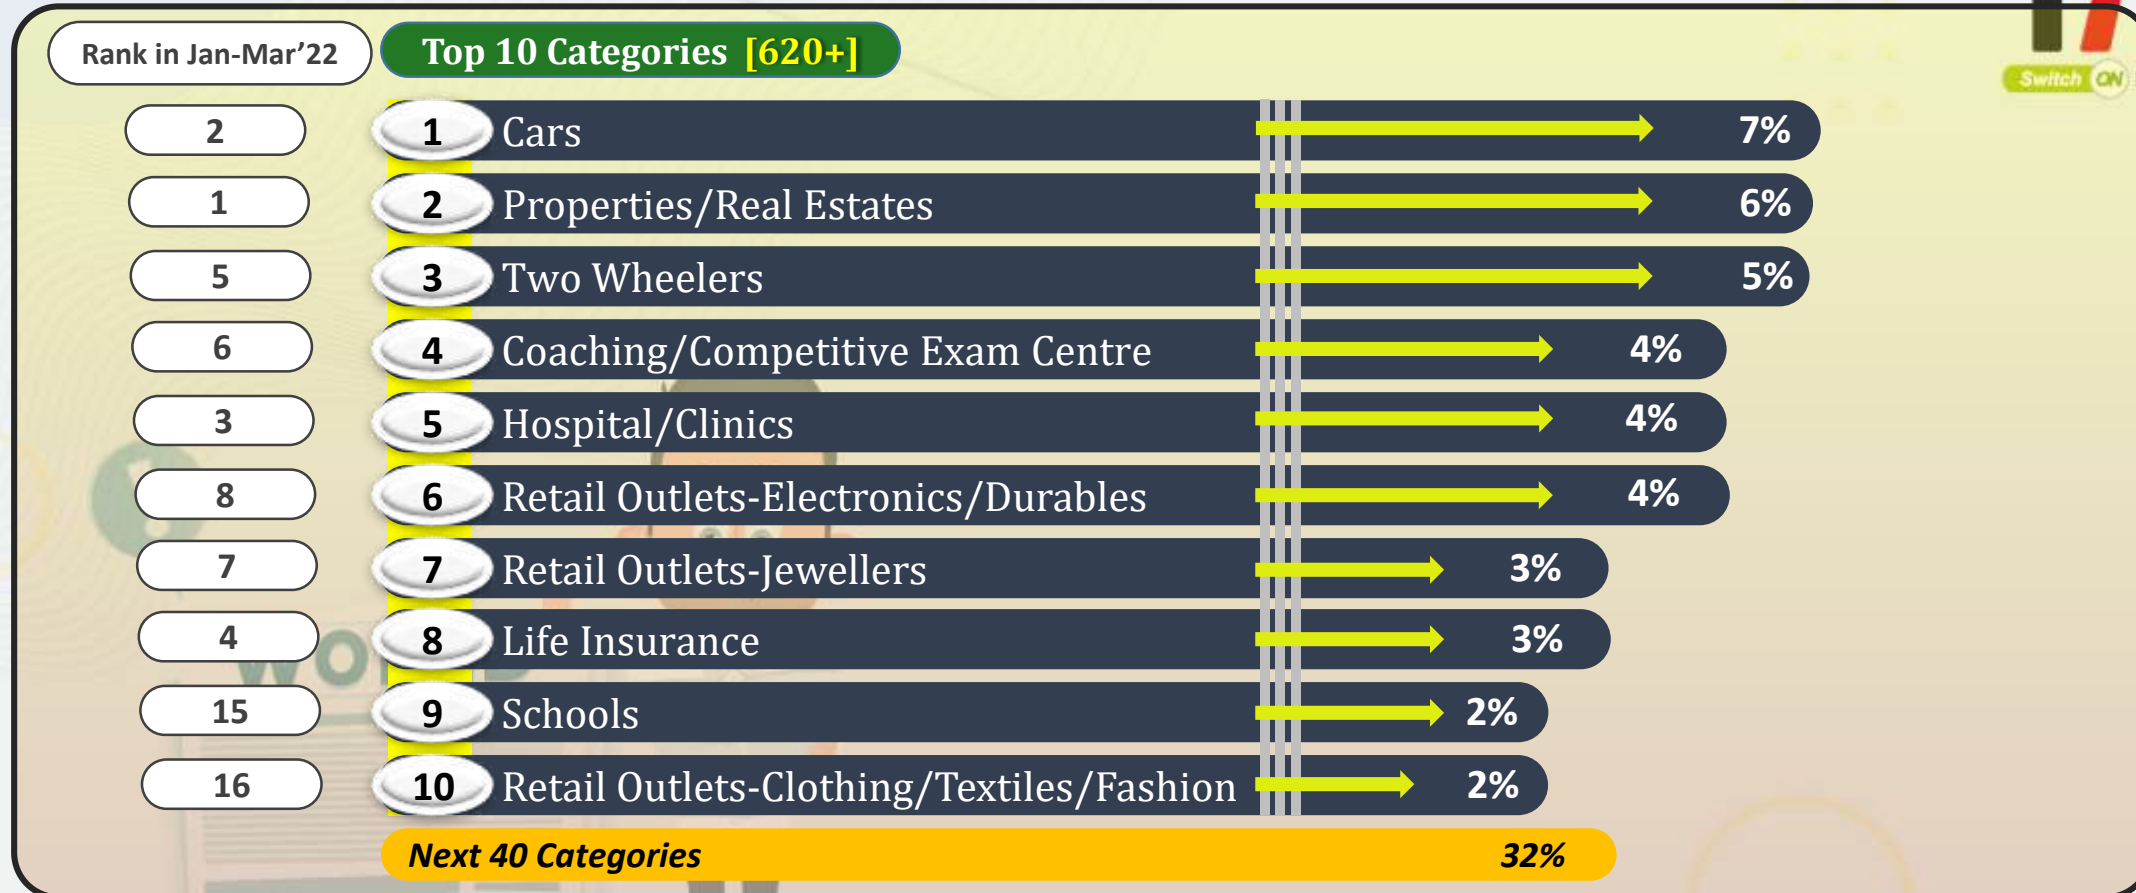 Rank in Jan-Mar’22 Top 10 Categories [620+]
Switch ON
2 1 Cars 7%
1 2 Properties/Real Estates 6%
5 3 Two Wheelers 5%
6 4 Coaching/Competitive Exam Centre 4%
3 5 Hospital/Clinics 4%
8 6 Retail Outlets-Electronics/Durables 4%
7 7 Retail Outlets-Jewellers 3%
4 8 Life Insurance 3%
15 9 Schools 2%
16 10 Retail Outlets-Clothing/Textiles/Fashion 2%
Next 40 Categories 32%